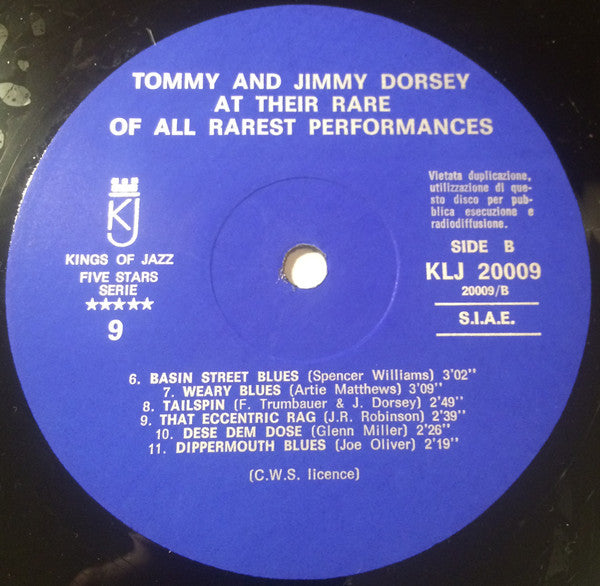 TOMMY AND JIMMY DORSEY
AT THEIR RARE
OF ALL RAREST PERFORMANCES
KJ
KINGS OF JAZZ
FIVE STARS
SERIE
★★★★★
9
Vietata duplicazione,
utilizzazione di que-
sto disco per pub-
blica esecuzione e
radiodiffusione.
SIDE B
KLJ 20009
20009/B
S.I.A.E.
6. BASIN STREET BLUES (Spencer Williams) 3'02''
7. WEARY BLUES (Artie Matthews) 3'09''
8. TAILSPIN (F. Trumbauer & J. Dorsey) 2'49''
9. THAT ECCENTRIC RAG (J.R. Robinson) 2'39''
10. DESE DEM DOSE (Glenn Miller) 2'26''
11. DIPPERMOUTH BLUES (Joe Oliver) 2'19''
(C.W.S. licence)